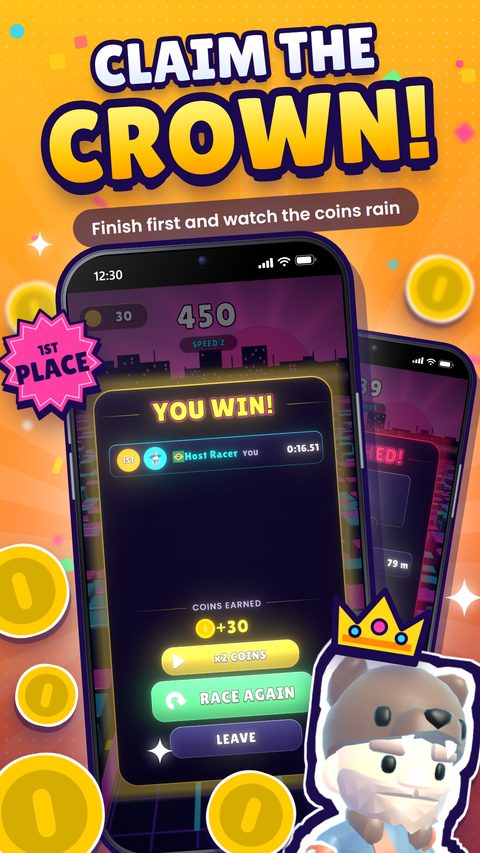 CLAIM THE
CROWN!
Finish first and watch the coins rain
12:30
30
450
SPEED 2
1ST
PLACE
YOU WIN!
1ST Host Racer YOU 0:16.51
79 m
COINS EARNED
+30
x2 COINS
RACE AGAIN
LEAVE